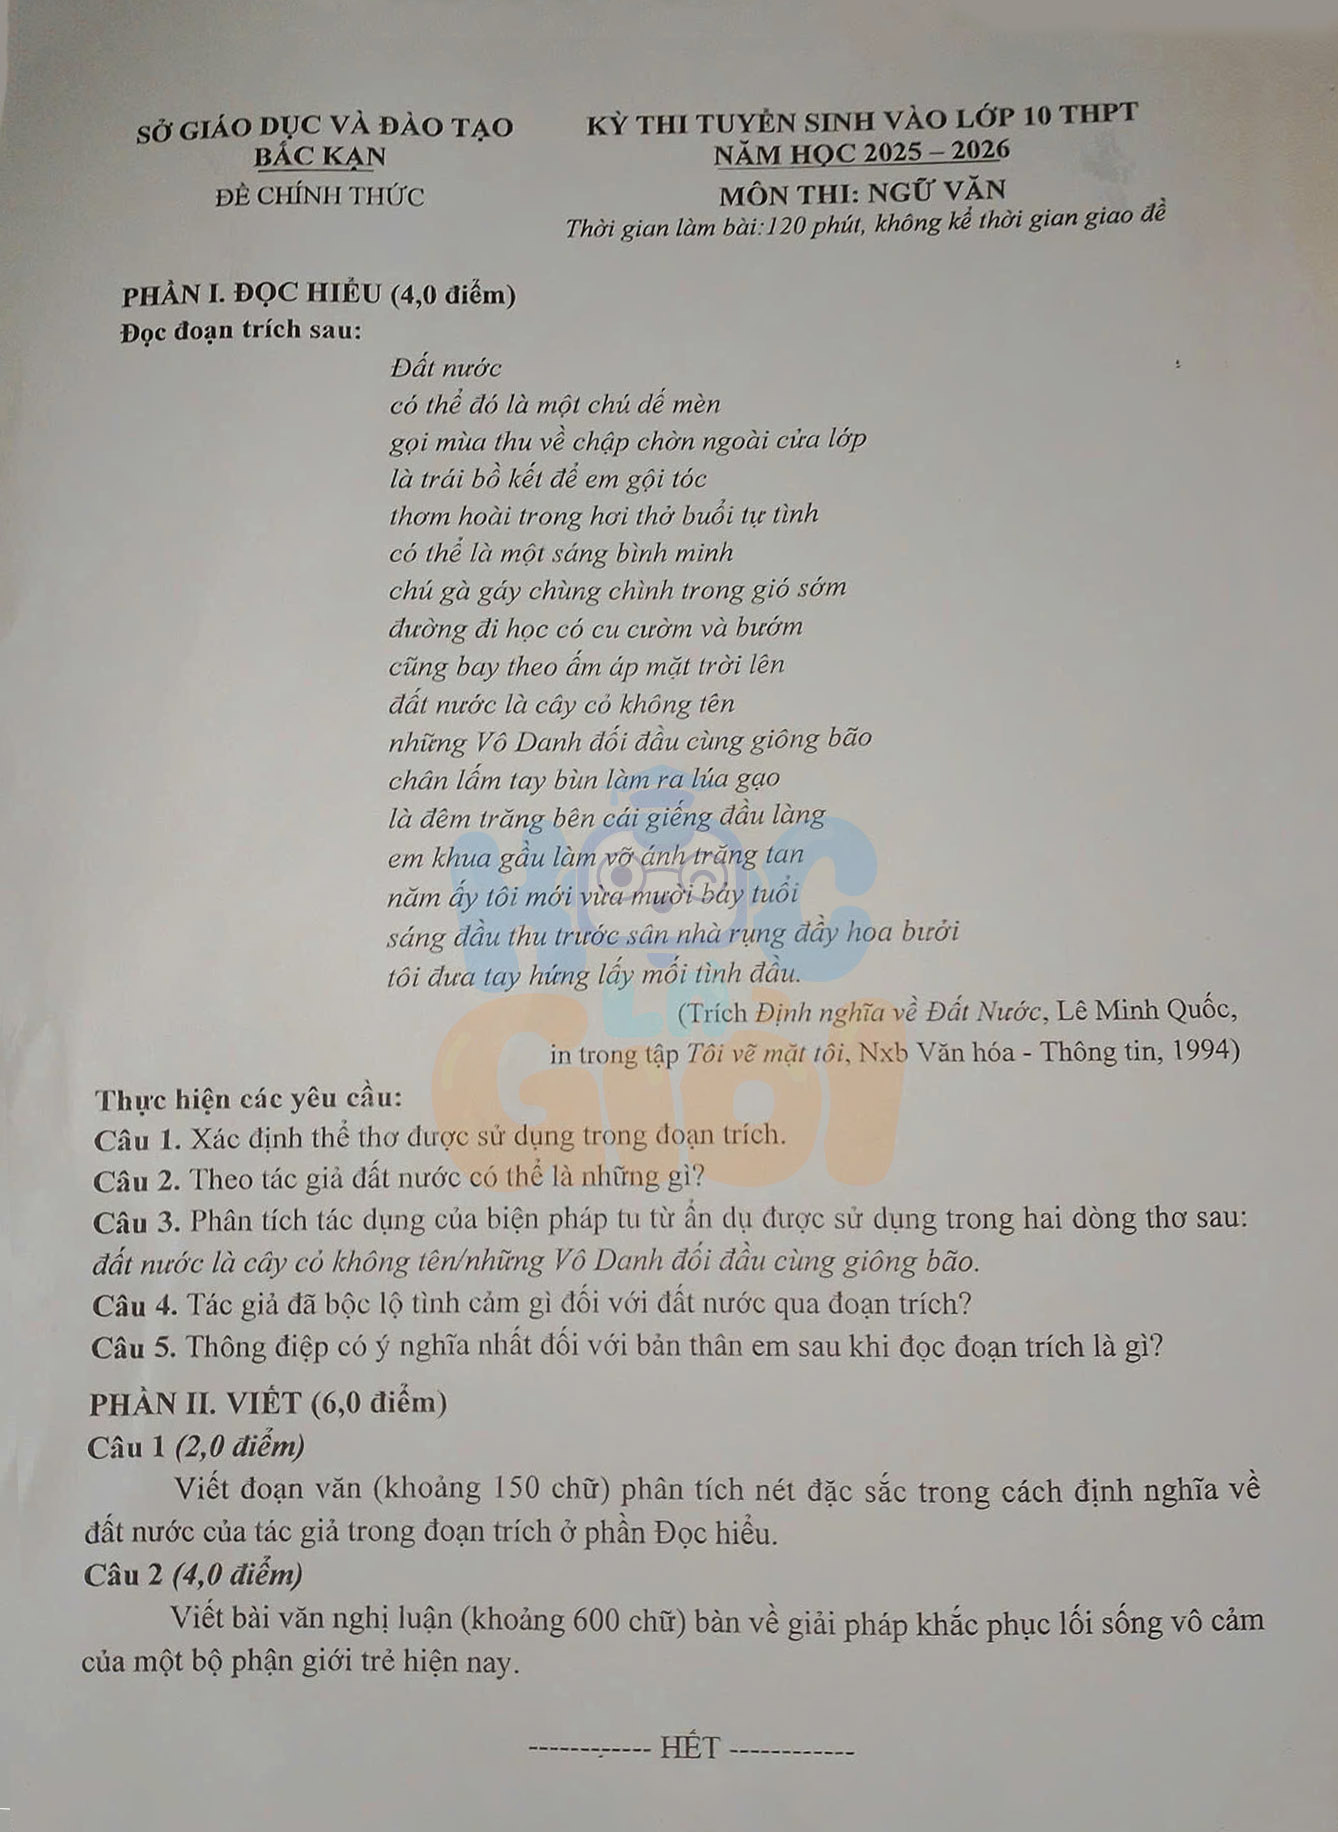 SỞ GIÁO DỤC VÀ ĐÀO TẠO
BẮC KẠN
ĐỀ CHÍNH THỨC
KỲ THI TUYỂN SINH VÀO LỚP 10 THPT
NĂM HỌC 2025 – 2026
MÔN THI: NGỮ VĂN
Thời gian làm bài:120 phút, không kể thời gian giao đề
PHẦN I. ĐỌC HIỂU (4,0 điểm)
Đọc đoạn trích sau:
Đất nước
có thể đó là một chú dế mèn
gọi mùa thu về chập chờn ngoài cửa lớp
là trái bồ kết để em gội tóc
thơm hoài trong hơi thở buổi tự tình
có thể là một sáng bình minh
chú gà gáy chùng chình trong gió sớm
đường đi học có cu cườm và bướm
cũng bay theo ấm áp mặt trời lên
đất nước là cây cỏ không tên
những Vô Danh đối đầu cùng giông bão
chân lấm tay bùn làm ra lúa gạo
là đêm trăng bên cái giếng đầu làng
em khua gầu làm vỡ ánh trăng tan
năm ấy tôi mới vừa mười bảy tuổi
sáng đầu thu trước sân nhà rụng đầy hoa bưởi
tôi đưa tay hứng lấy mối tình đầu.
(Trích Định nghĩa về Đất Nước, Lê Minh Quốc,
in trong tập Tôi vẽ mặt tôi, Nxb Văn hóa - Thông tin, 1994)
Thực hiện các yêu cầu:
Câu 1. Xác định thể thơ được sử dụng trong đoạn trích.
Câu 2. Theo tác giả đất nước có thể là những gì?
Câu 3. Phân tích tác dụng của biện pháp tu từ ẩn dụ được sử dụng trong hai dòng thơ sau:
đất nước là cây cỏ không tên/những Vô Danh đối đầu cùng giông bão.
Câu 4. Tác giả đã bộc lộ tình cảm gì đối với đất nước qua đoạn trích?
Câu 5. Thông điệp có ý nghĩa nhất đối với bản thân em sau khi đọc đoạn trích là gì?
PHẦN II. VIẾT (6,0 điểm)
Câu 1 (2,0 điểm)
Viết đoạn văn (khoảng 150 chữ) phân tích nét đặc sắc trong cách định nghĩa về
đất nước của tác giả trong đoạn trích ở phần Đọc hiểu.
Câu 2 (4,0 điểm)
Viết bài văn nghị luận (khoảng 600 chữ) bàn về giải pháp khắc phục lối sống vô cảm
của một bộ phận giới trẻ hiện nay.
------------ HẾT ------------
HỌC
LÀ
GIỎI